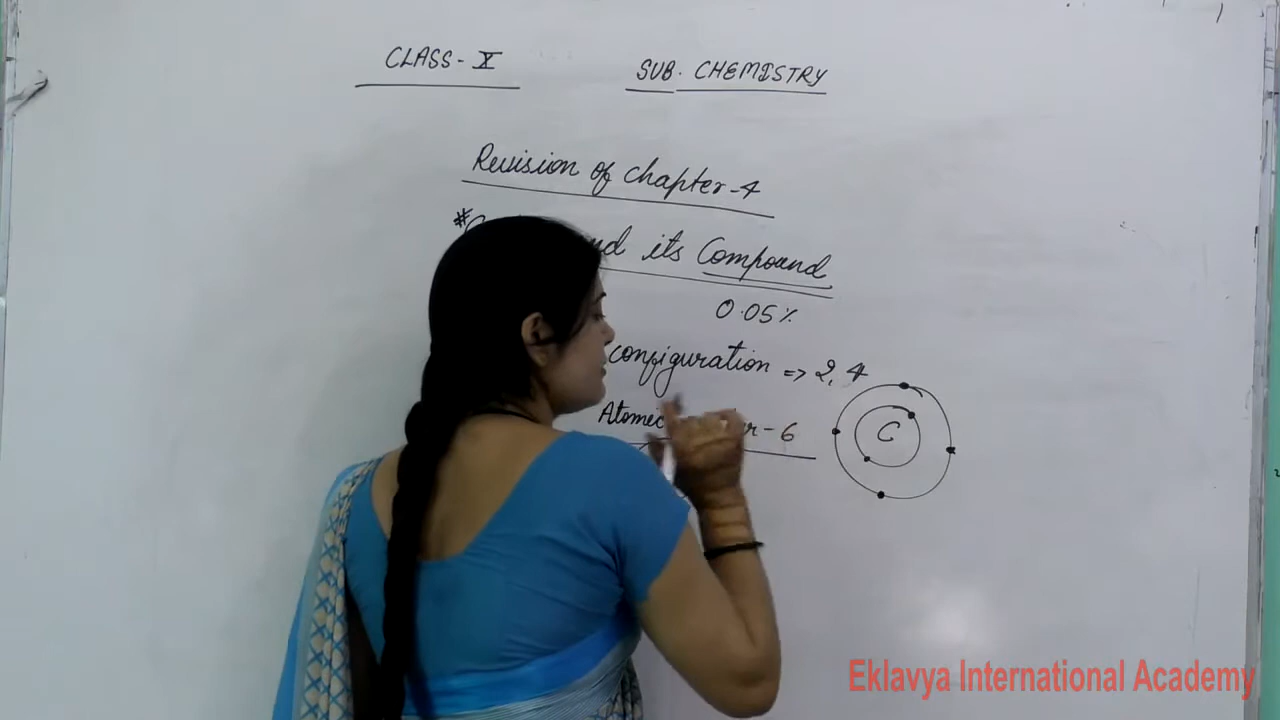 CLASS - X
SUB. CHEMISTRY
Revision of chapter-4
its Compound
0.05%
configuration => 2, 4
Atomic - 6
C
Eklavya International Academy